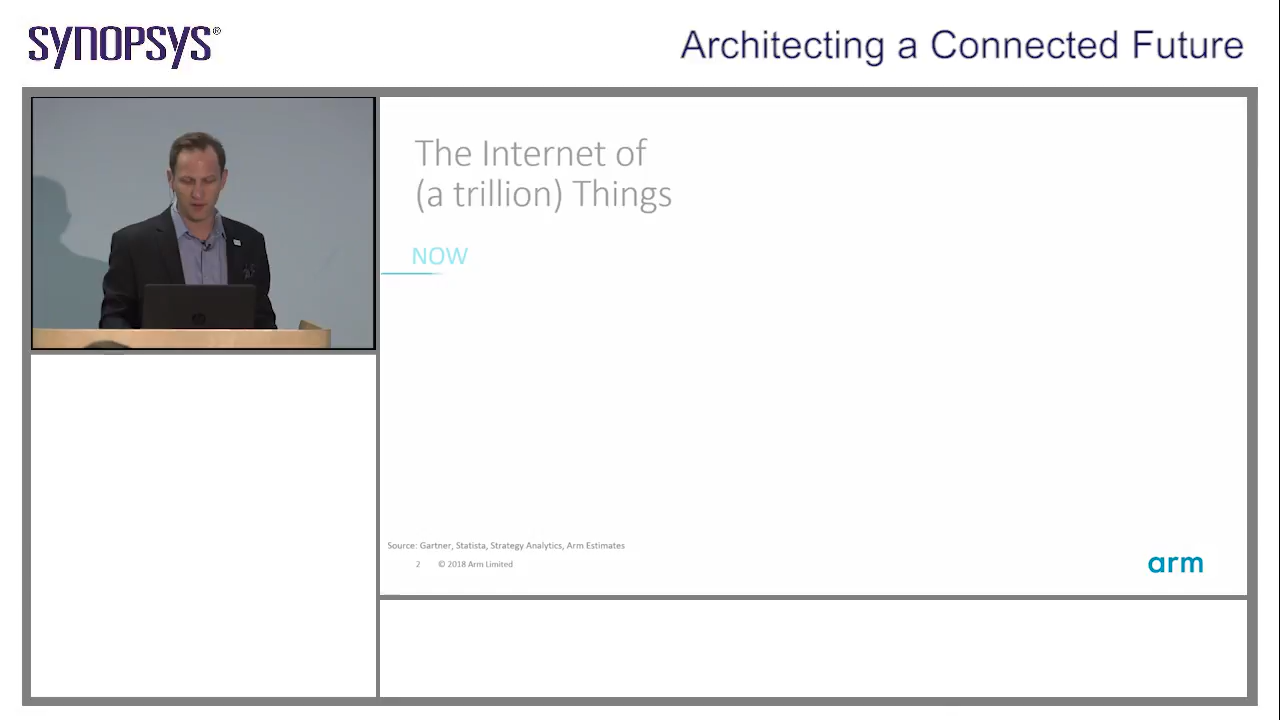 SYNOPSYS®
Architecting a Connected Future
The Internet of
(a trillion) Things
NOW
Source: Gartner, Statista, Strategy Analytics, Arm Estimates
2 © 2018 Arm Limited
arm